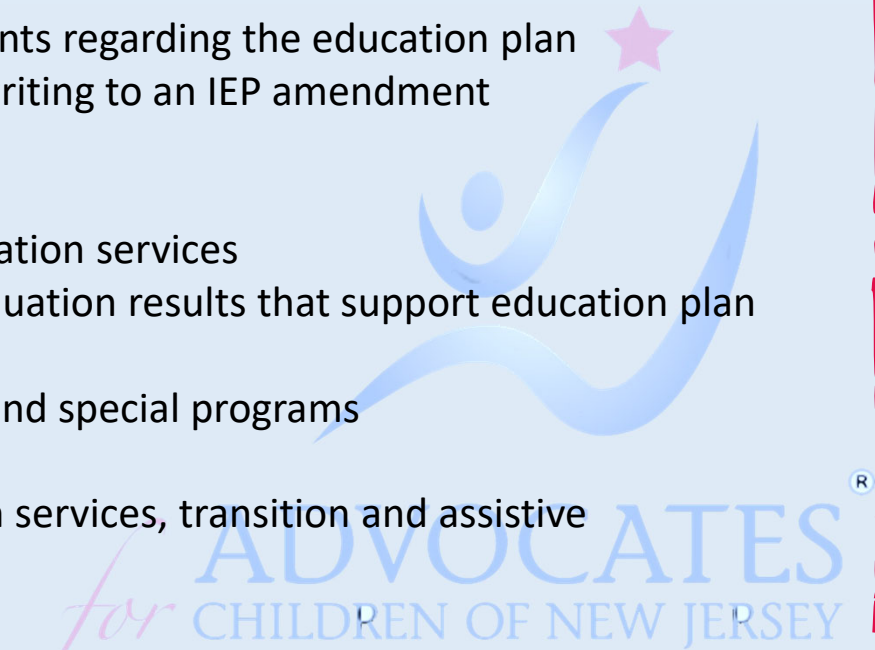 nts regarding the education plan
riting to an IEP amendment
ation services
uation results that support education plan
nd special programs
n services, transition and assistive
®
for ADVOCATES
CHILDREN OF NEW JERSEY